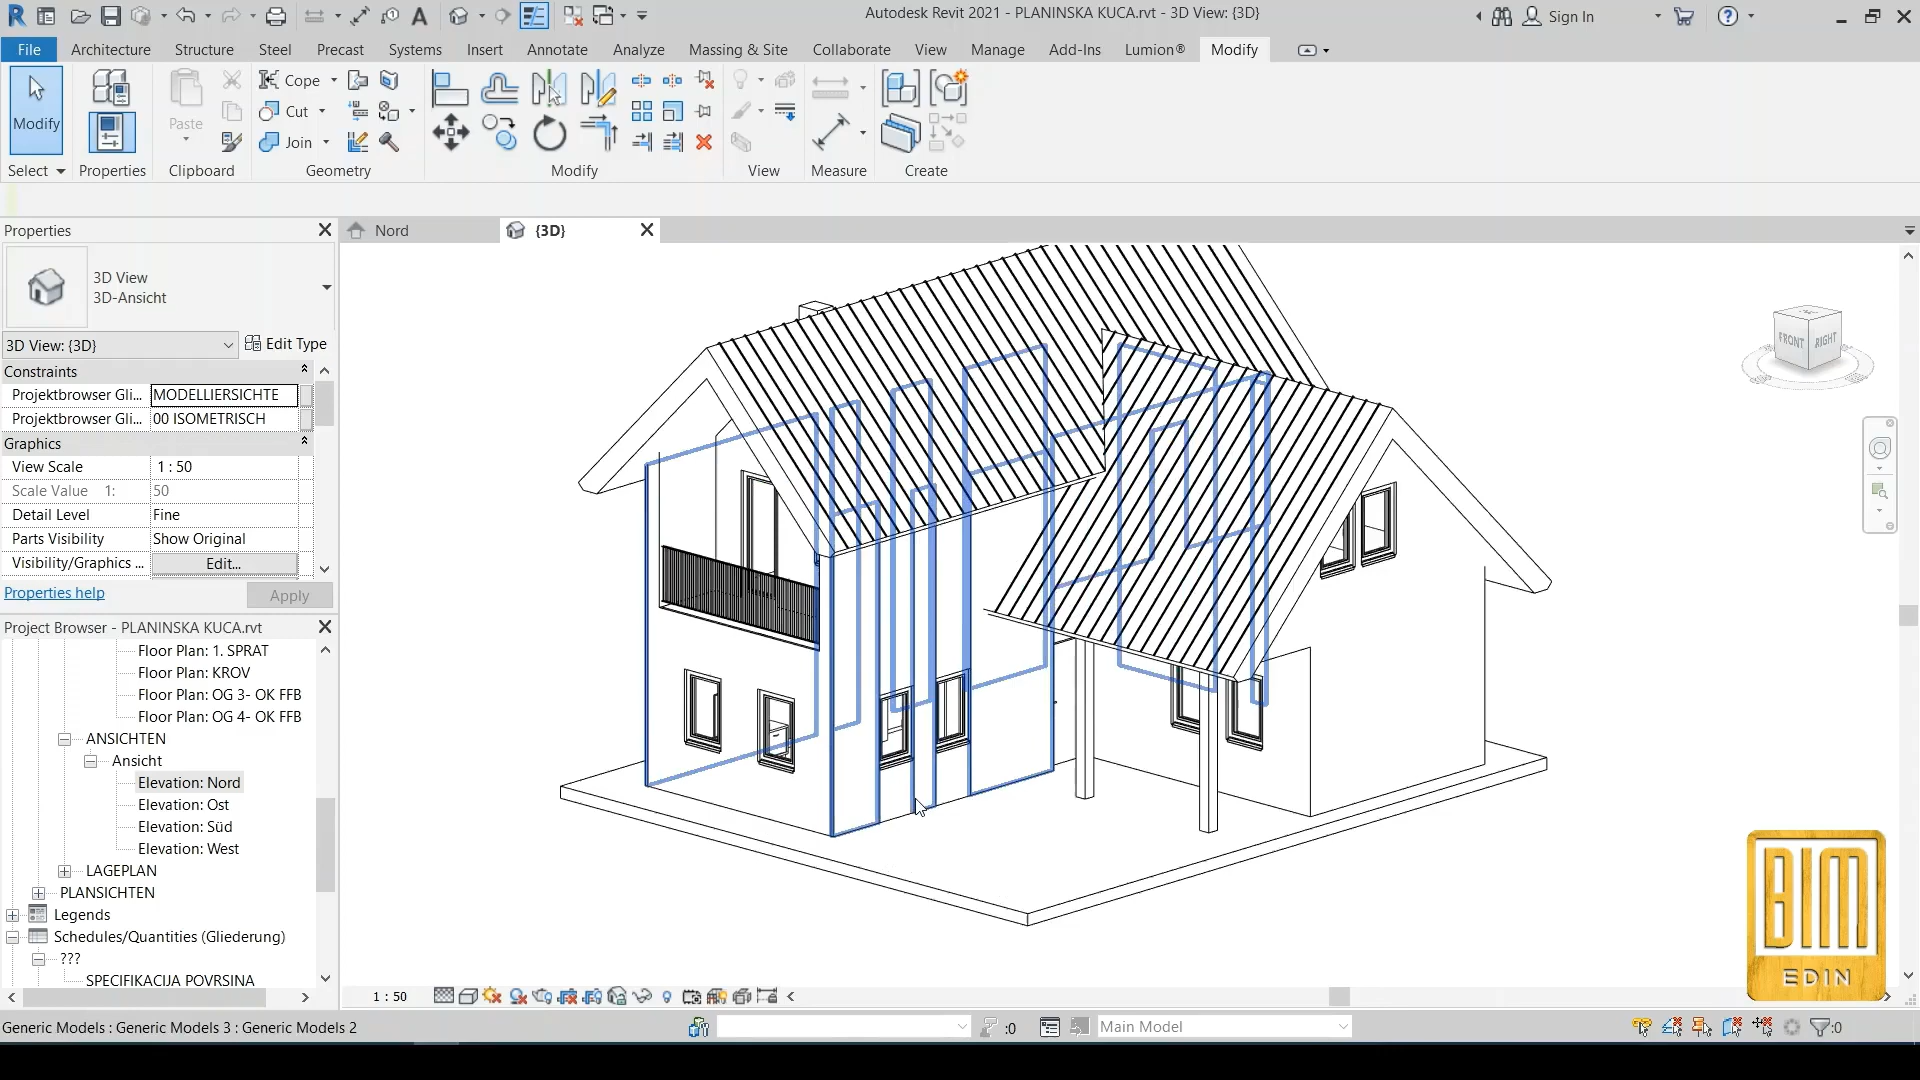 Autodesk Revit 2021 - PLANINSKA KUCA.rvt - 3D View: {3D}
Sign In
File Architecture Structure Steel Precast Systems Insert Annotate Analyze Massing & Site Collaborate View Manage Add-Ins Lumion® Modify
Modify
Paste
Cope
Cut
Join
Select Properties Clipboard Geometry Modify View Measure Create
Properties
Nord
{3D}
3D View
3D-Ansicht
3D View: {3D}
Edit Type
Constraints
Projektbrowser Gli... MODELLIERSICHTE
Projektbrowser Gli... 00 ISOMETRISCH
Graphics
View Scale 1 : 50
Scale Value 1: 50
Detail Level Fine
Parts Visibility Show Original
Visibility/Graphics ... Edit...
Properties help
Apply
Project Browser - PLANINSKA KUCA.rvt
Floor Plan: 1. SPRAT
Floor Plan: KROV
Floor Plan: OG 3- OK FFB
Floor Plan: OG 4- OK FFB
ANSICHTEN
Ansicht
Elevation: Nord
Elevation: Ost
Elevation: Süd
Elevation: West
LAGEPLAN
PLANSICHTEN
Legends
Schedules/Quantities (Gliederung)
???
SPECIFIKACIJA POVRSINA
FRONT RIGHT
BIM
EDIN
1 : 50
Generic Models : Generic Models 3 : Generic Models 2
:0
Main Model
:0